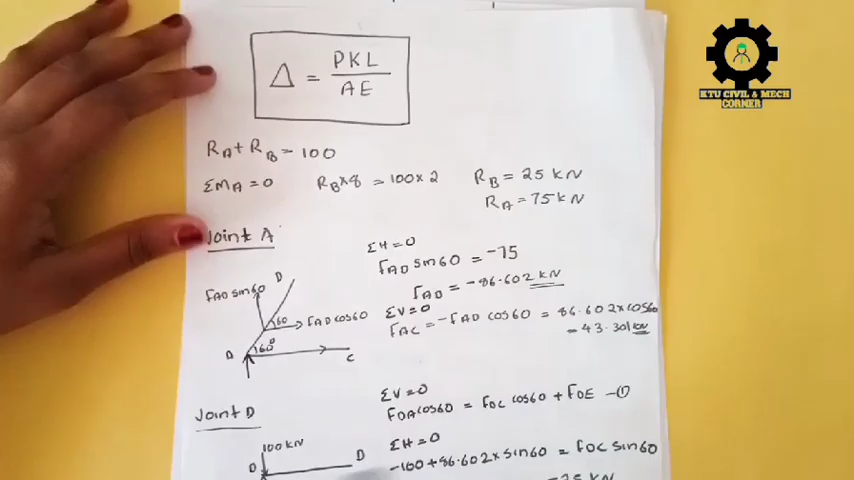 Δ = PKL / AE
KTU CIVIL & MECH
CORNER
RA + RB = 100
ΣMA = 0 RB×8 = 100×2 RB = 25 kN
RA = 75 kN
Joint A
ΣH = 0
FAD sin60 = -75
FAD = -86.602 kN
ΣV = 0
FAC = -FAD cos60 = 86.602×cos60
= 43.301 kN
FAD sin60
D
60
FAD cos60
A
60°
C
Joint D
ΣV = 0
FDA cos60 = FDC cos60 + FDE - ①
100 kN
D
D
ΣH = 0
-100 + 86.602 × sin60 = FDC sin60